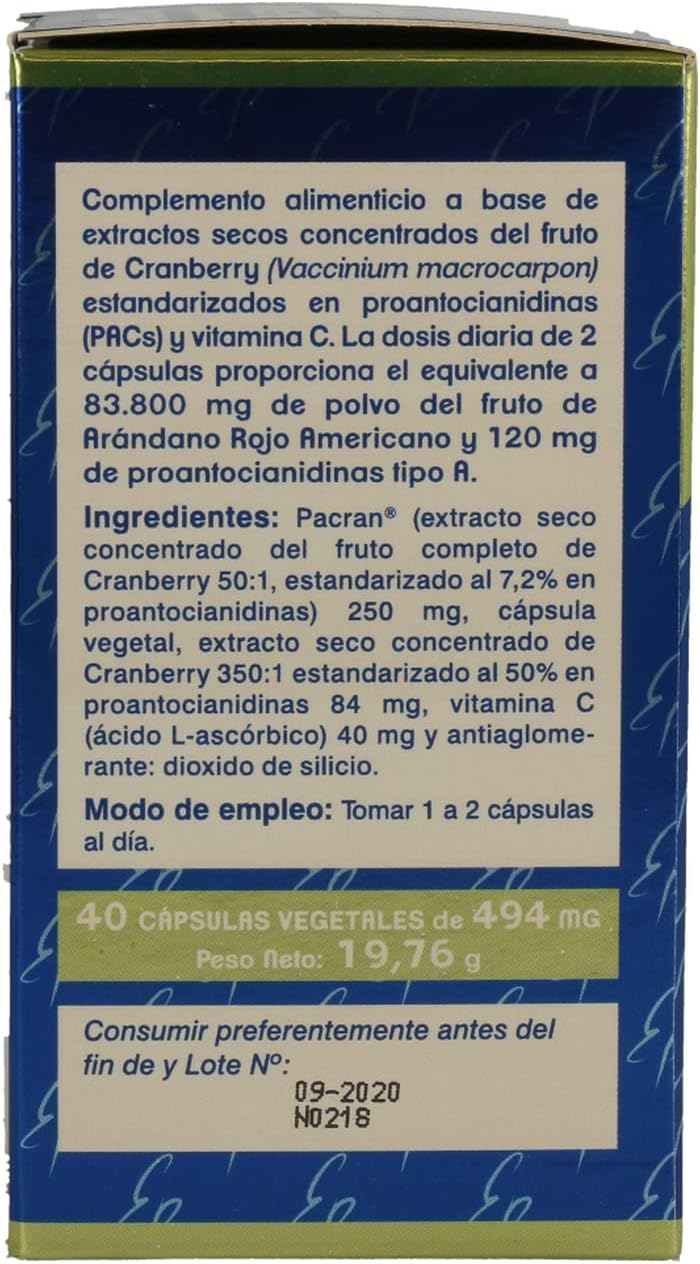 Complemento alimenticio a base de
extractos secos concentrados del fruto
de Cranberry (Vaccinium macrocarpon)
estandarizados en proantocianidinas
(PACs) y vitamina C. La dosis diaria de 2
cápsulas proporciona el equivalente a
83.800 mg de polvo del fruto de
Arándano Rojo Americano y 120 mg
de proantocianidinas tipo A.
Ingredientes: Pacran® (extracto seco
concentrado del fruto completo de
Cranberry 50:1, estandarizado al 7,2% en
proantocianidinas) 250 mg, cápsula
vegetal, extracto seco concentrado de
Cranberry 350:1 estandarizado al 50% en
proantocianidinas 84 mg, vitamina C
(ácido L-ascórbico) 40 mg y antiaglome-
rante: dioxido de silicio.
Modo de empleo: Tomar 1 a 2 cápsulas
al día.
40 CÁPSULAS VEGETALES de 494 MG
Peso Neto: 19,76 g
Consumir preferentemente antes del
fin de y Lote Nº:
09-2020
N0218